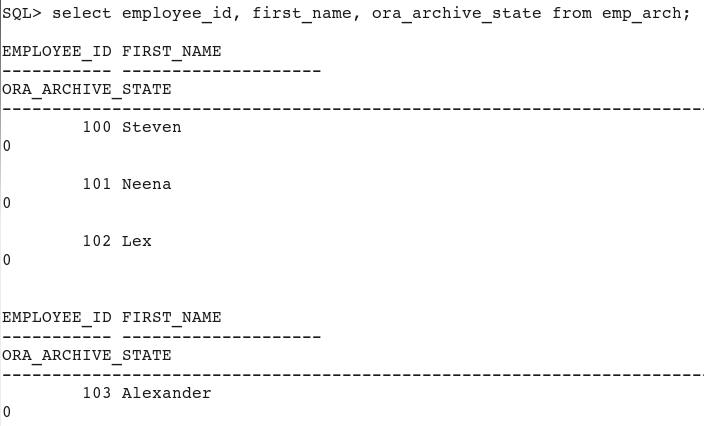 SQL> select employee_id, first_name, ora_archive_state from emp_arch;
EMPLOYEE_ID FIRST_NAME
----------- --------------------
ORA_ARCHIVE_STATE
--------------------------------------------------------------------------------
100 Steven
0
101 Neena
0
102 Lex
0
EMPLOYEE_ID FIRST_NAME
----------- --------------------
ORA_ARCHIVE_STATE
--------------------------------------------------------------------------------
103 Alexander
0